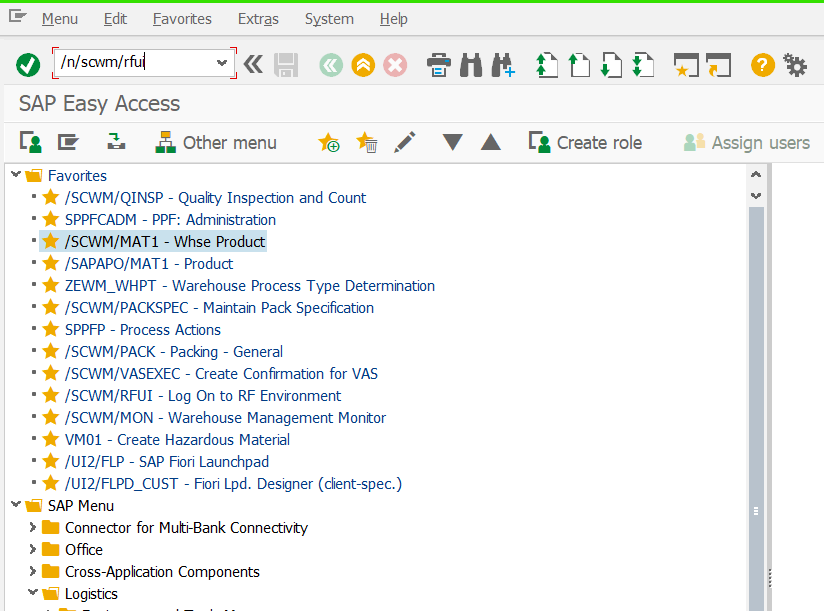 Menu Edit Favorites Extras System Help
/n/scwm/rfui
SAP Easy Access
Other menu Create role Assign users
Favorites
/SCWM/QINSP - Quality Inspection and Count
SPPFCADM - PPF: Administration
/SCWM/MAT1 - Whse Product
/SAPAPO/MAT1 - Product
ZEWM_WHPT - Warehouse Process Type Determination
/SCWM/PACKSPEC - Maintain Pack Specification
SPPFP - Process Actions
/SCWM/PACK - Packing - General
/SCWM/VASEXEC - Create Confirmation for VAS
/SCWM/RFUI - Log On to RF Environment
/SCWM/MON - Warehouse Management Monitor
VM01 - Create Hazardous Material
/UI2/FLP - SAP Fiori Launchpad
/UI2/FLPD_CUST - Fiori Lpd. Designer (client-spec.)
SAP Menu
Connector for Multi-Bank Connectivity
Office
Cross-Application Components
Logistics